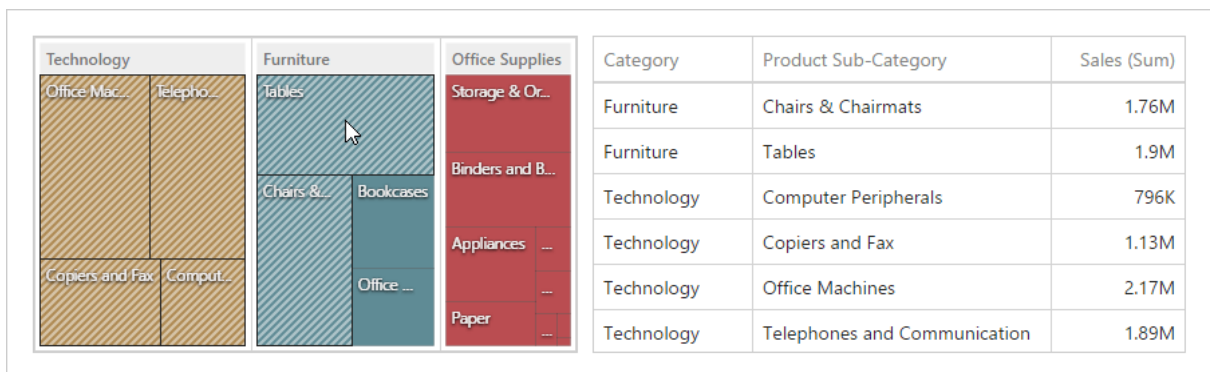 Technology Furniture Office Supplies
Office Mac... Telepho... Tables Storage & Or...
Binders and B...
Chairs &... Bookcases
Appliances ...
Copiers and Fax Comput... Office ... ...
Paper ...
Category Product Sub-Category Sales (Sum)
Furniture Chairs & Chairmats 1.76M
Furniture Tables 1.9M
Technology Computer Peripherals 796K
Technology Copiers and Fax 1.13M
Technology Office Machines 2.17M
Technology Telephones and Communication 1.89M